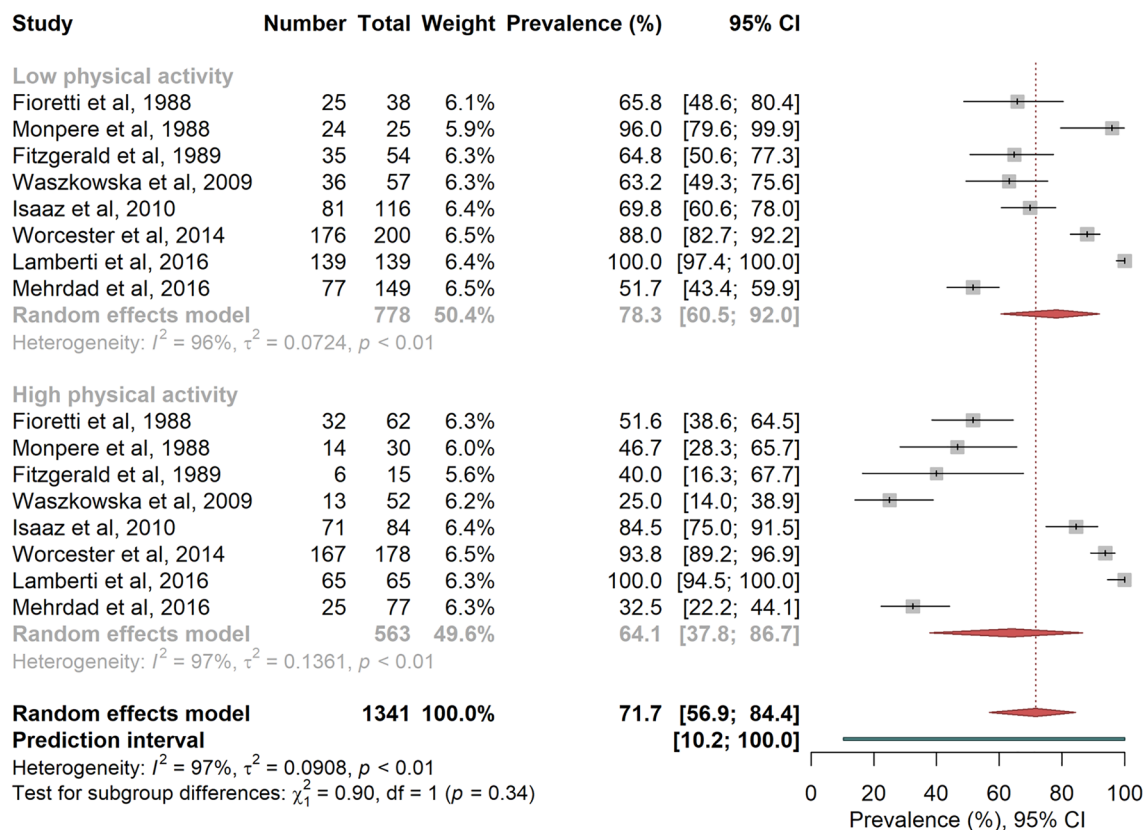 Study Number Total Weight Prevalence (%) 95% CI
Low physical activity
Fioretti et al, 1988 25 38 6.1% 65.8 [48.6; 80.4]
Monpere et al, 1988 24 25 5.9% 96.0 [79.6; 99.9]
Fitzgerald et al, 1989 35 54 6.3% 64.8 [50.6; 77.3]
Waszkowska et al, 2009 36 57 6.3% 63.2 [49.3; 75.6]
Isaaz et al, 2010 81 116 6.4% 69.8 [60.6; 78.0]
Worcester et al, 2014 176 200 6.5% 88.0 [82.7; 92.2]
Lamberti et al, 2016 139 139 6.4% 100.0 [97.4; 100.0]
Mehrdad et al, 2016 77 149 6.5% 51.7 [43.4; 59.9]
Random effects model 778 50.4% 78.3 [60.5; 92.0]
Heterogeneity: I² = 96%, τ² = 0.0724, p < 0.01
High physical activity
Fioretti et al, 1988 32 62 6.3% 51.6 [38.6; 64.5]
Monpere et al, 1988 14 30 6.0% 46.7 [28.3; 65.7]
Fitzgerald et al, 1989 6 15 5.6% 40.0 [16.3; 67.7]
Waszkowska et al, 2009 13 52 6.2% 25.0 [14.0; 38.9]
Isaaz et al, 2010 71 84 6.4% 84.5 [75.0; 91.5]
Worcester et al, 2014 167 178 6.5% 93.8 [89.2; 96.9]
Lamberti et al, 2016 65 65 6.3% 100.0 [94.5; 100.0]
Mehrdad et al, 2016 25 77 6.3% 32.5 [22.2; 44.1]
Random effects model 563 49.6% 64.1 [37.8; 86.7]
Heterogeneity: I² = 97%, τ² = 0.1361, p < 0.01
Random effects model 1341 100.0% 71.7 [56.9; 84.4]
Prediction interval [10.2; 100.0]
Heterogeneity: I² = 97%, τ² = 0.0908, p < 0.01
Test for subgroup differences: χ²₁ = 0.90, df = 1 (p = 0.34)
0 20 40 60 80 100
Prevalence (%), 95% CI